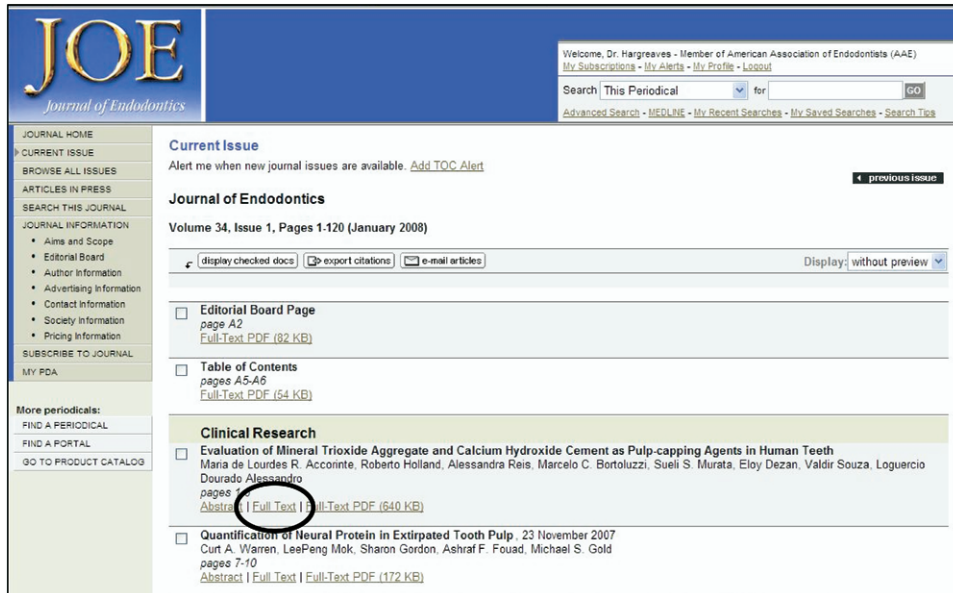 JOE
Journal of Endodontics
Welcome, Dr. Hargreaves - Member of American Association of Endodontists (AAE)
My Subscriptions - My Alerts - My Profile - Logout
Search This Periodical for GO
Advanced Search - MEDLINE - My Recent Searches - My Saved Searches - Search Tips
JOURNAL HOME
CURRENT ISSUE
BROWSE ALL ISSUES
ARTICLES IN PRESS
SEARCH THIS JOURNAL
JOURNAL INFORMATION
• Aims and Scope
• Editorial Board
• Author Information
• Advertising Information
• Contact Information
• Society Information
• Pricing Information
SUBSCRIBE TO JOURNAL
MY PDA
More periodicals:
FIND A PERIODICAL
FIND A PORTAL
GO TO PRODUCT CATALOG
Current Issue
Alert me when new journal issues are available. Add TOC Alert
previous issue
Journal of Endodontics
Volume 34, Issue 1, Pages 1-120 (January 2008)
display checked docs export citations e-mail articles Display: without preview
Editorial Board Page
page A2
Full-Text PDF (82 KB)
Table of Contents
pages A5-A6
Full-Text PDF (54 KB)
Clinical Research
Evaluation of Mineral Trioxide Aggregate and Calcium Hydroxide Cement as Pulp-capping Agents in Human Teeth
Maria de Lourdes R. Accorinte, Roberto Holland, Alessandra Reis, Marcelo C. Bortoluzzi, Sueli S. Murata, Eloy Dezan, Valdir Souza, Loguercio
Dourado Alessandro
pages
Abstract | Full Text | Full-Text PDF (640 KB)
Quantification of Neural Protein in Extirpated Tooth Pulp , 23 November 2007
Curt A. Warren, LeePeng Mok, Sharon Gordon, Ashraf F. Fouad, Michael S. Gold
pages 7-10
Abstract | Full Text | Full-Text PDF (172 KB)